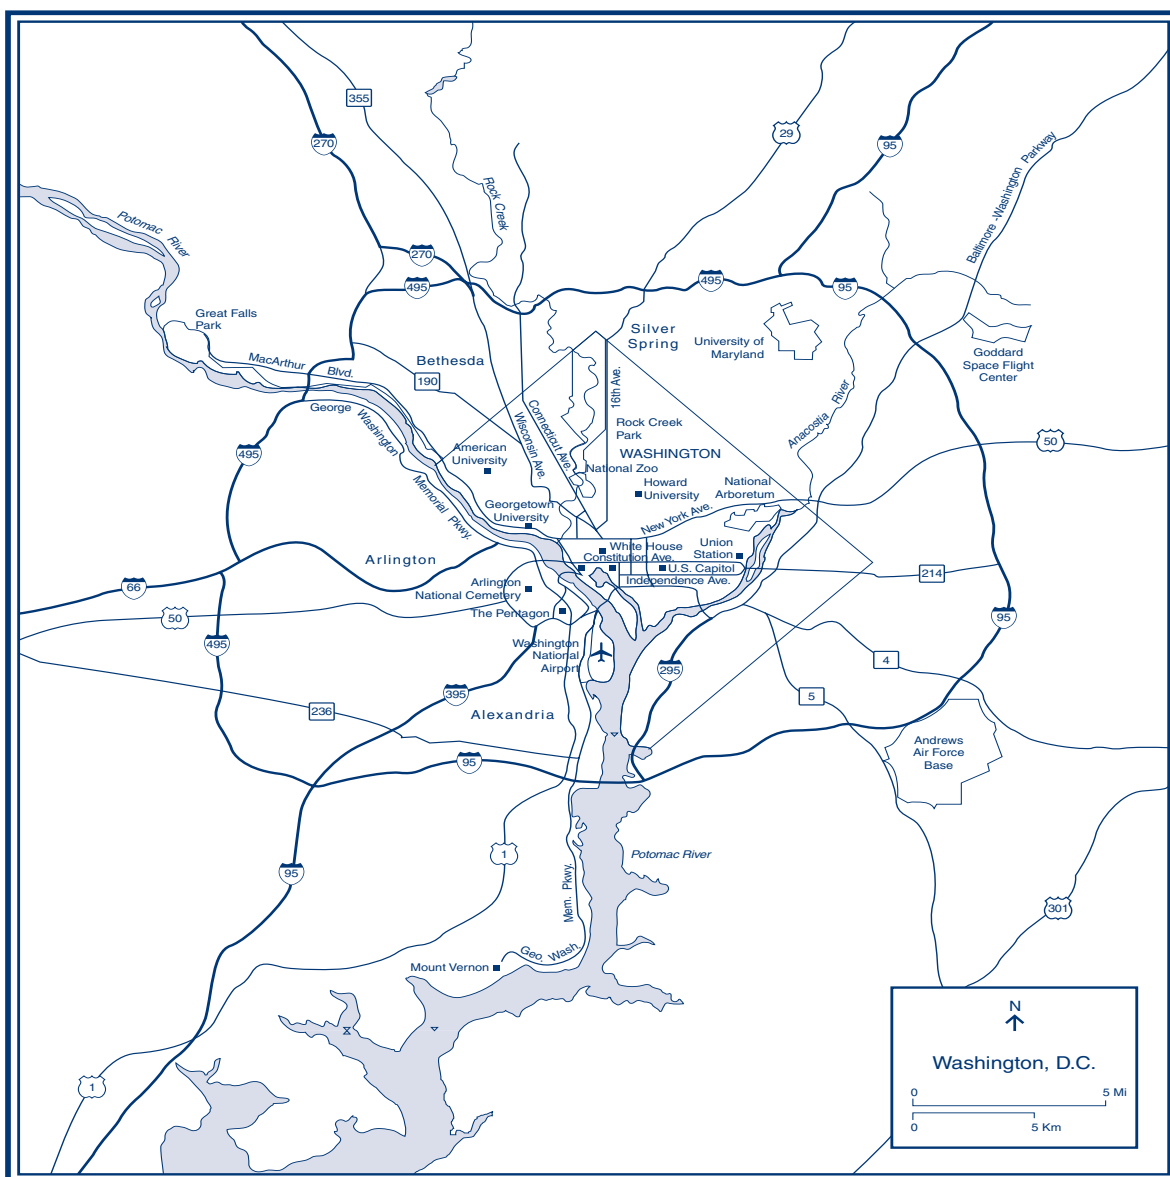 355
29
270
95
Baltimore -Washington Parkway
Rock Creek
Potomac River
270
495
495
95
Great Falls
Park
Silver
Spring
University of
Maryland
Goddard
Space Flight
Center
MacArthur Blvd.
Bethesda
190
16th Ave.
Anacostia River
George Washington Memorial Pkwy.
Connecticut Ave.
Wisconsin Ave.
Rock Creek
Park
50
495
American
University
WASHINGTON
National Zoo
Howard
University
National
Arboretum
Georgetown
University
New York Ave.
Union
Station
White House
Constitution Ave.
U.S. Capitol
Independence Ave.
Arlington
214
66
Arlington
National Cemetery
The Pentagon
50
95
495
Washington
National
Airport
4
295
395
5
236
Alexandria
Andrews
Air Force
Base
95
1
Potomac River
95
Mem. Pkwy.
301
Geo. Wash.
Mount Vernon
N
Washington, D.C.
0 5 Mi
0 5 Km
1